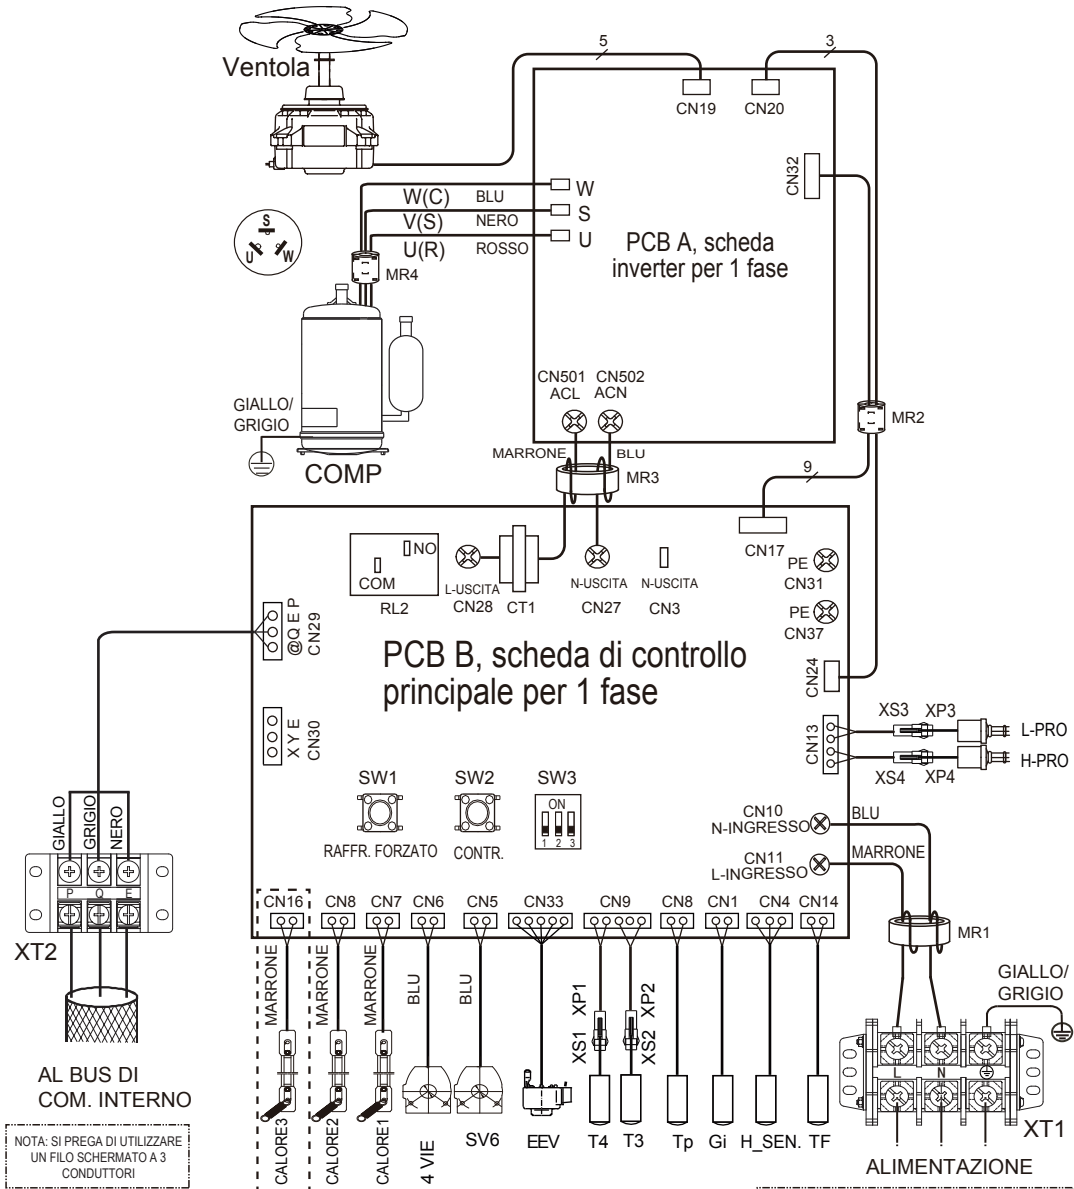 Ventola
5
3
CN19
CN20
CN32
W(C) BLU W
V(S) NERO S
U(R) ROSSO U
PCB A, scheda
inverter per 1 fase
S
U
W
MR4
CN501
ACL
CN502
ACN
GIALLO/
GRIGIO
COMP
MARRONE
BLU
MR3
MR2
9
CN17
NO
COM
RL2
L-USCITA
CN28
CT1
N-USCITA
CN27
N-USCITA
CN3
PE
CN31
PE
CN37
@Q E P
CN29
PCB B, scheda di controllo
principale per 1 fase
CN24
X Y E
CN30
CN13
XS3 XP3
L-PRO
H-PRO
XS4 XP4
SW1
RAFFR. FORZATO
SW2
CONTR.
SW3
ON
1 2 3
CN10
N-INGRESSO
BLU
CN11
L-INGRESSO
MARRONE
GIALLO
GRIGIO
NERO
P Q E
XT2
CN16 CN8 CN7 CN6 CN5 CN33 CN9 CN8 CN1 CN4 CN14
MR1
MARRONE
MARRONE
MARRONE
BLU
BLU
XS1 XP1
XS2 XP2
GIALLO/
GRIGIO
L N
XT1
ALIMENTAZIONE
AL BUS DI
COM. INTERNO
CALORE3
CALORE2
CALORE1
4 VIE
SV6
EEV
T4
T3
Tp
Gi
H_SEN.
TF
NOTA: SI PREGA DI UTILIZZARE
UN FILO SCHERMATO A 3
CONDUTTORI